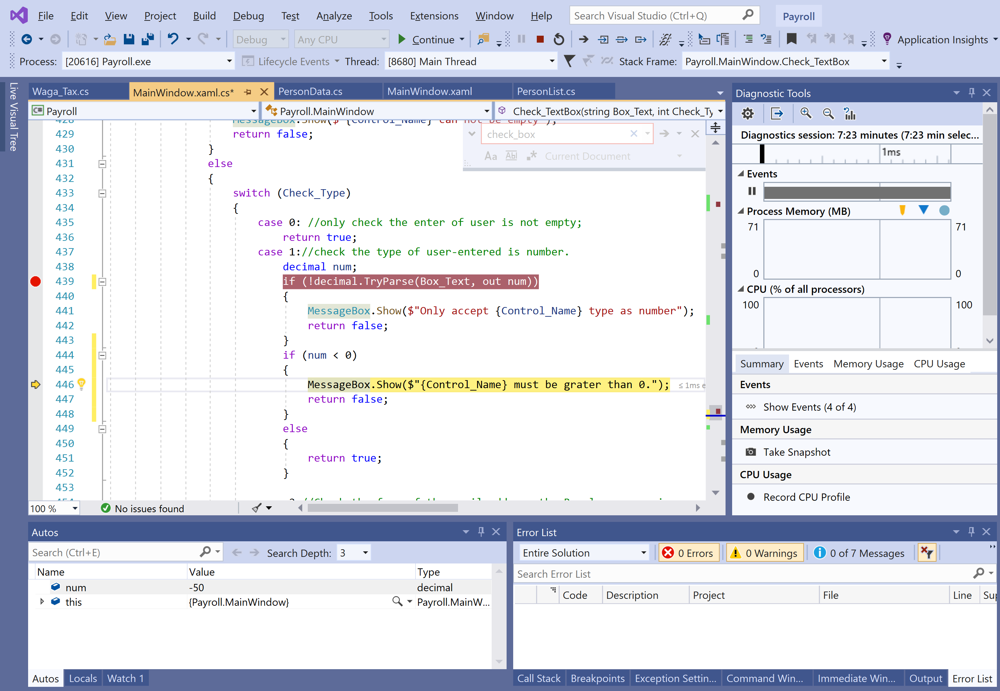 File Edit View Project Build Debug Test Analyze Tools Extensions Window Help Search Visual Studio (Ctrl+Q) Payroll
Debug Any CPU Continue Application Insights
Process: [20616] Payroll.exe Lifecycle Events Thread: [8680] Main Thread Stack Frame: Payroll.MainWindow.Check_TextBox
Live Visual Tree
Waga_Tax.cs MainWindow.xaml.cs* PersonData.cs MainWindow.xaml PersonList.cs
C# Payroll Payroll.MainWindow Check_TextBox(string Box_Text, int Check_Ty
check_box
Aa Abl .* Current Document
428 MessageBox.Show($"{Control_Name} can not be empty");
429 return false;
430 }
431 else
432 {
433 switch (Check_Type)
434 {
435 case 0: //only check the enter of user is not empty;
436 return true;
437 case 1://check the type of user-entered is number.
438 decimal num;
439 if (!decimal.TryParse(Box_Text, out num))
440 {
441 MessageBox.Show($"Only accept {Control_Name} type as number");
442 return false;
443 }
444 if (num < 0)
445 {
446 MessageBox.Show($"{Control_Name} must be grater than 0."); ≤ 1ms e
447 return false;
448 }
449 else
450 {
451 return true;
452 }
453
454
100 % No issues found
Diagnostic Tools
Diagnostics session: 7:23 minutes (7:23 min selec...
1ms
Events
Process Memory (MB)
71 71
0 0
CPU (% of all processors)
100 100
Summary Events Memory Usage CPU Usage
Events
Show Events (4 of 4)
Memory Usage
Take Snapshot
CPU Usage
Record CPU Profile
Autos
Search (Ctrl+E) Search Depth: 3
Name Value Type
num -50 decimal
this {Payroll.MainWindow} Payroll.MainW...
Autos Locals Watch 1
Error List
Entire Solution 0 Errors 0 Warnings 0 of 7 Messages
Search Error List
Code Description Project File Line Sup
Call Stack Breakpoints Exception Settin... Command Win... Immediate Win... Output Error List